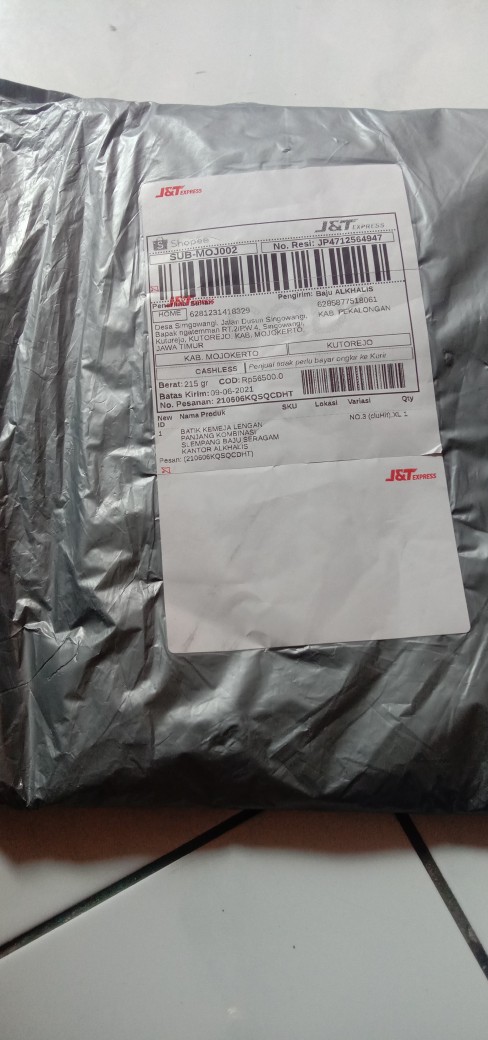 J&T EXPRESS
J&T EXPRESS
S Shopee
SUB-MOJ002 No. Resi: JP4712564947
J&T
Pengirim: Baju ALKHALIS
HOME 6281231418329 6285877518061
Desa Simgowangi, Jalan Dusun Singowangi, KAB. PEKALONGAN
Bapak ngatemman RT.2/RW 4, Singowangi,
Kutorejo, KUTOREJO, KAB. MOJOKERTO,
JAWA TIMUR
KAB. MOJOKERTO KUTOREJO
CASHLESS Penjual tidak perlu bayar ongkir ke Kurir
Berat: 215 gr COD: Rp56500.0
Batas Kirim: 09-06-2021
No. Pesanan: 210606KQSQCDHT
New ID Nama Produk SKU Lokasi Variasi Qty
1 BATIK KEMEJA LENGAN NO.3 XL 1
PANJANG KOMBINASI
SLEMPANG BAJU SERAGAM
KANTOR ALKHALIS
Pesan: (210606KQSQCDHT)
J&T EXPRESS